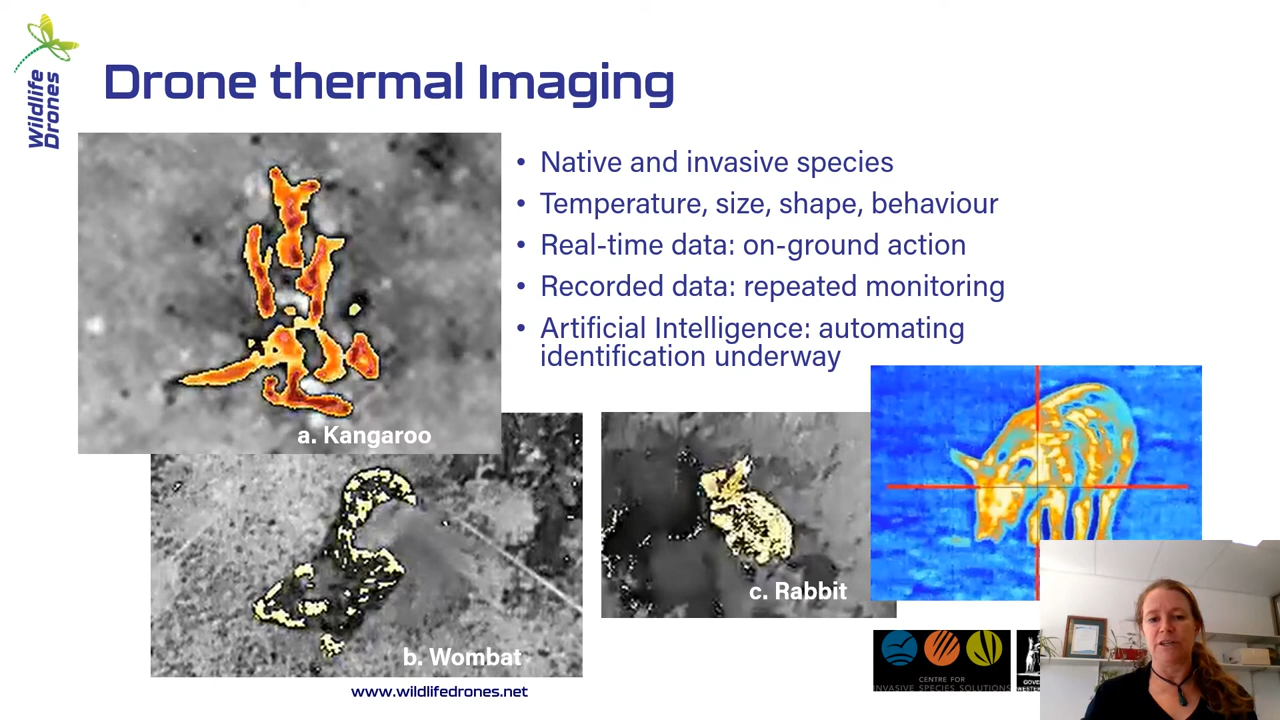 Wildlife
Drones
Drone thermal Imaging
• Native and invasive species
• Temperature, size, shape, behaviour
• Real-time data: on-ground action
• Recorded data: repeated monitoring
• Artificial Intelligence: automating
identification underway
a. Kangaroo
b. Wombat
c. Rabbit
www.wildlifedrones.net
CENTRE FOR
INVASIVE SPECIES SOLUTIONS